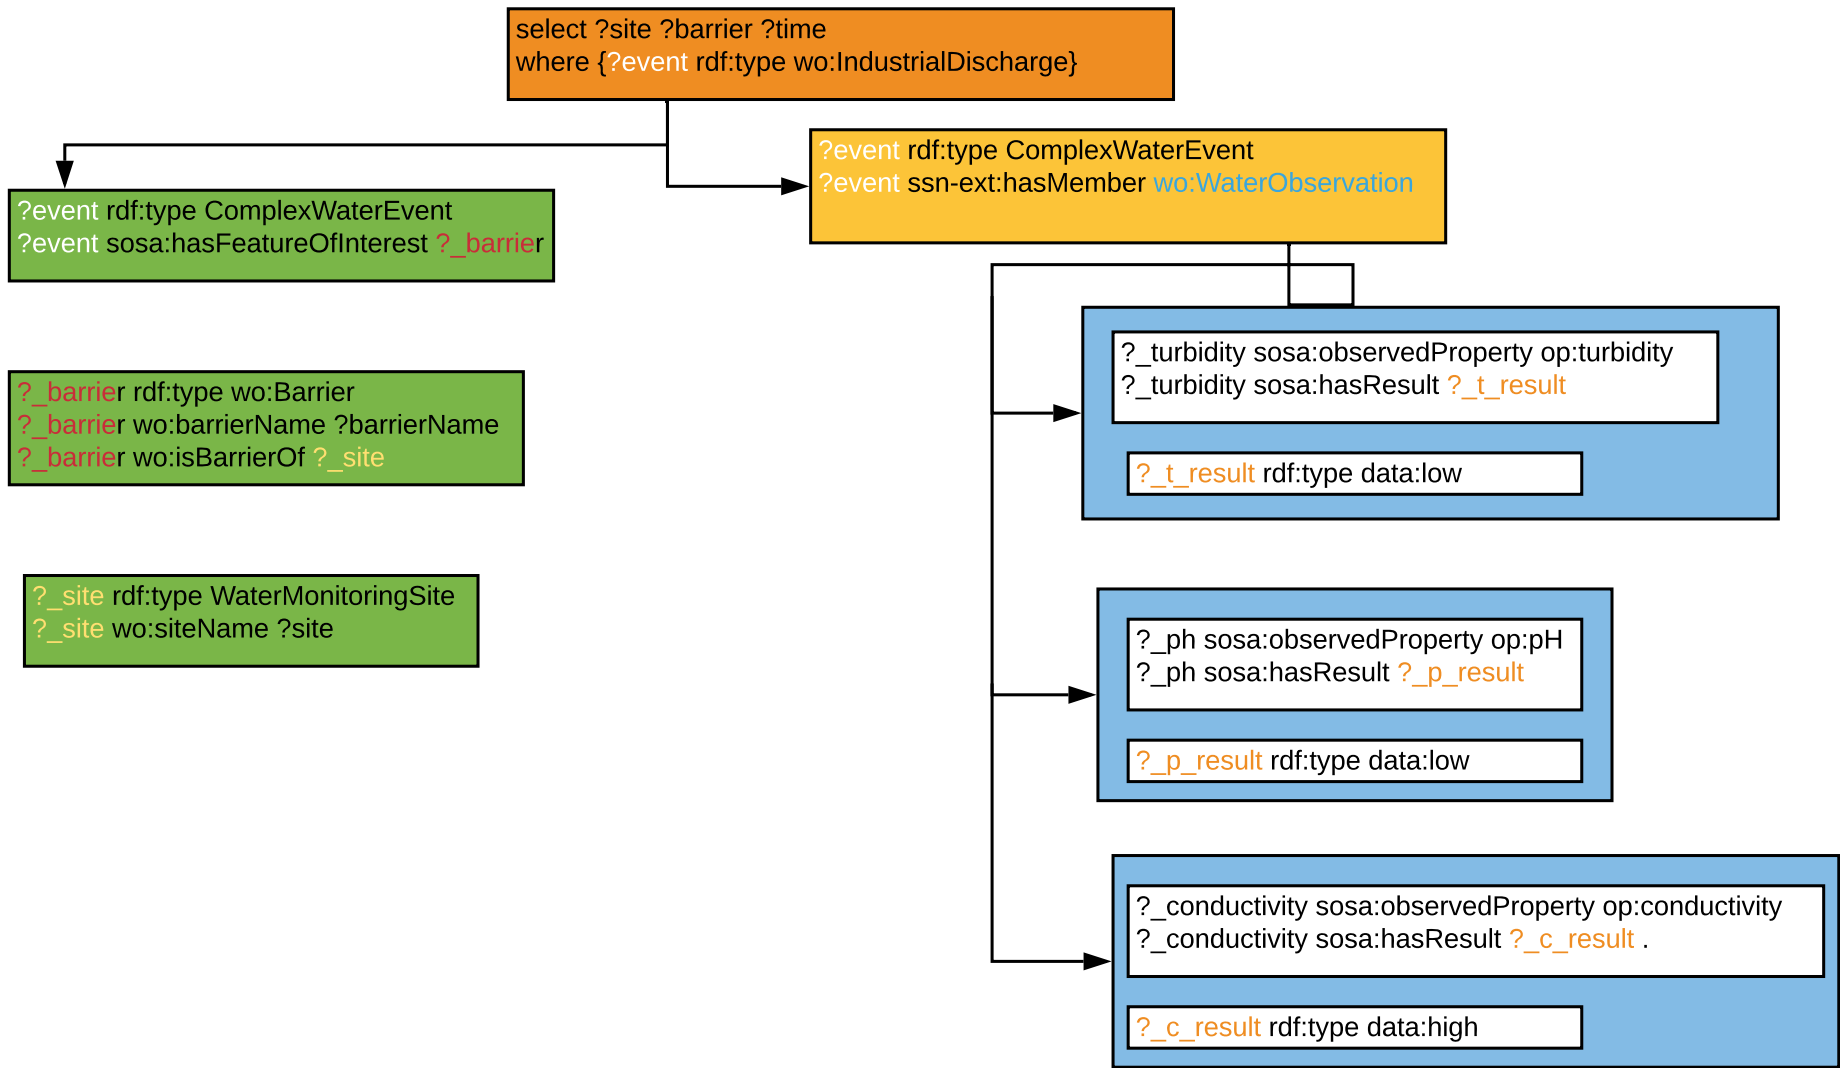 select ?site ?barrier ?time
where {?event rdf:type wo:IndustrialDischarge}
?event rdf:type ComplexWaterEvent
?event sosa:hasFeatureOfInterest ?_barrier
?_barrier rdf:type wo:Barrier
?_barrier wo:barrierName ?barrierName
?_barrier wo:isBarrierOf ?_site
?_site rdf:type WaterMonitoringSite
?_site wo:siteName ?site
?event rdf:type ComplexWaterEvent
?event ssn-ext:hasMember wo:WaterObservation
?_turbidity sosa:observedProperty op:turbidity
?_turbidity sosa:hasResult ?_t_result
?_t_result rdf:type data:low
?_ph sosa:observedProperty op:pH
?_ph sosa:hasResult ?_p_result
?_p_result rdf:type data:low
?_conductivity sosa:observedProperty op:conductivity
?_conductivity sosa:hasResult ?_c_result .
?_c_result rdf:type data:high